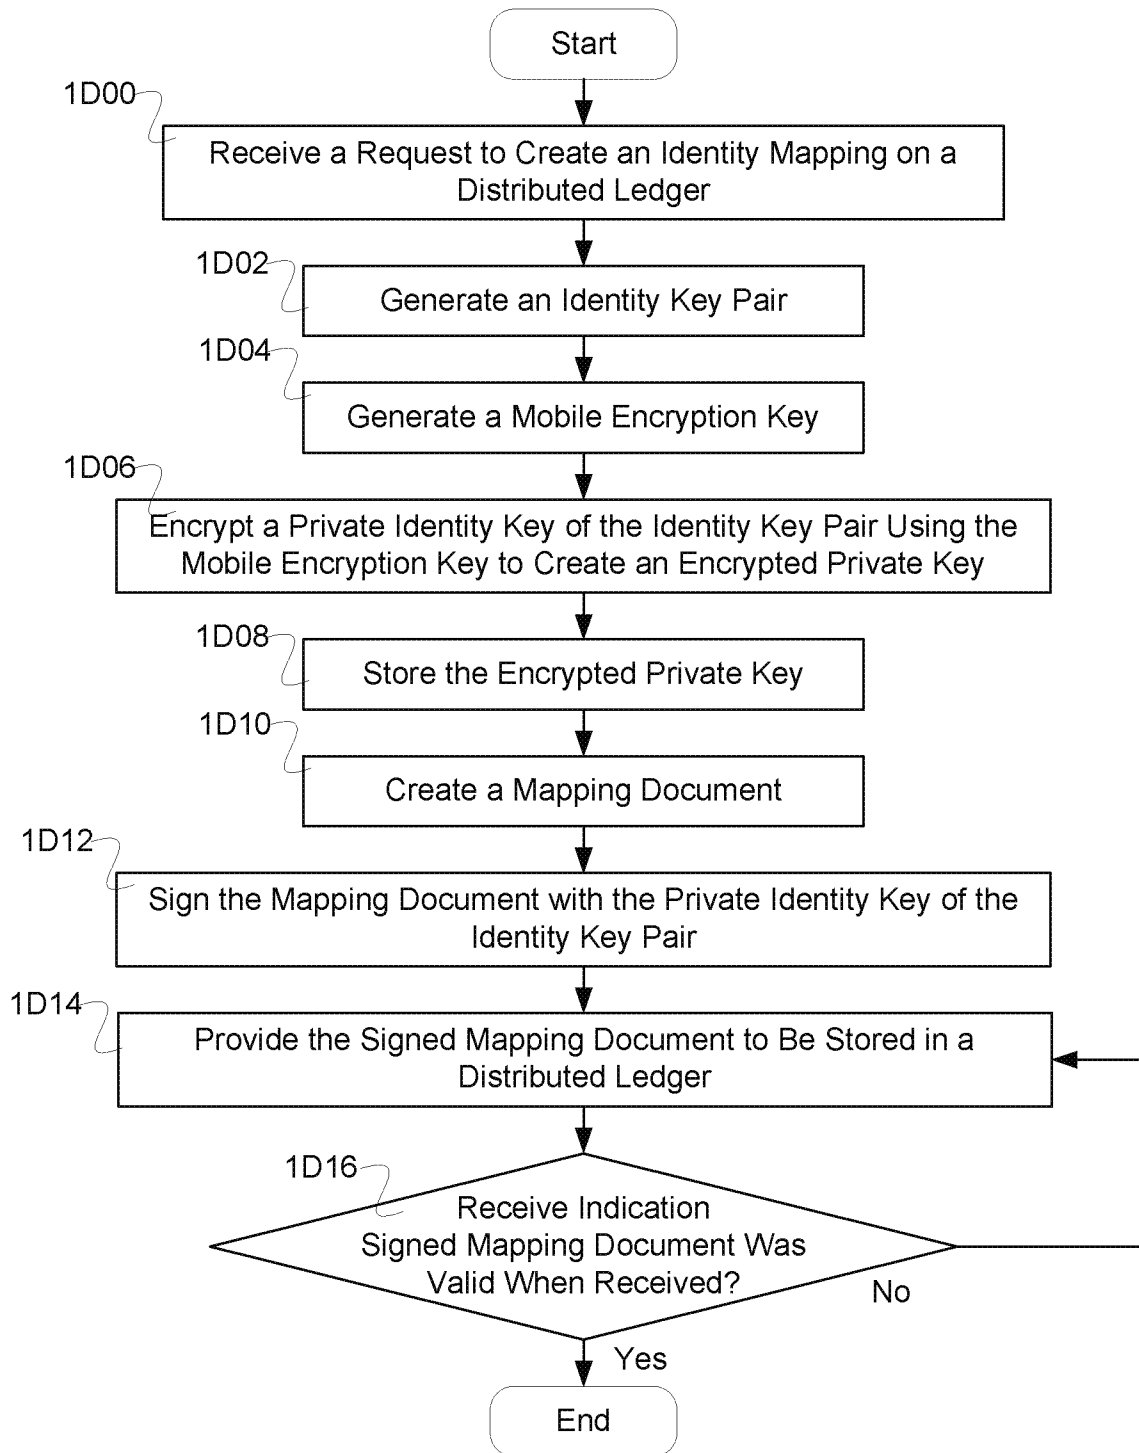 Start
1D00
Receive a Request to Create an Identity Mapping on a
Distributed Ledger
1D02
Generate an Identity Key Pair
1D04
Generate a Mobile Encryption Key
1D06
Encrypt a Private Identity Key of the Identity Key Pair Using the
Mobile Encryption Key to Create an Encrypted Private Key
1D08
Store the Encrypted Private Key
1D10
Create a Mapping Document
1D12
Sign the Mapping Document with the Private Identity Key of the
Identity Key Pair
1D14
Provide the Signed Mapping Document to Be Stored in a
Distributed Ledger
1D16
Receive Indication
Signed Mapping Document Was
Valid When Received?
No
Yes
End